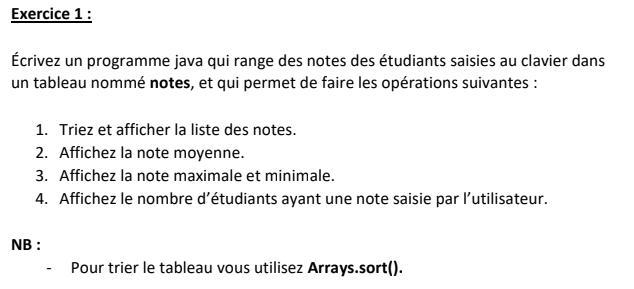 Exercice 1 :
Écrivez un programme java qui range des notes des étudiants saisies au clavier dans
un tableau nommé notes, et qui permet de faire les opérations suivantes :
1. Triez et afficher la liste des notes.
2. Affichez la note moyenne.
3. Affichez la note maximale et minimale.
4. Affichez le nombre d'étudiants ayant une note saisie par l'utilisateur.
NB :
- Pour trier le tableau vous utilisez Arrays.sort().